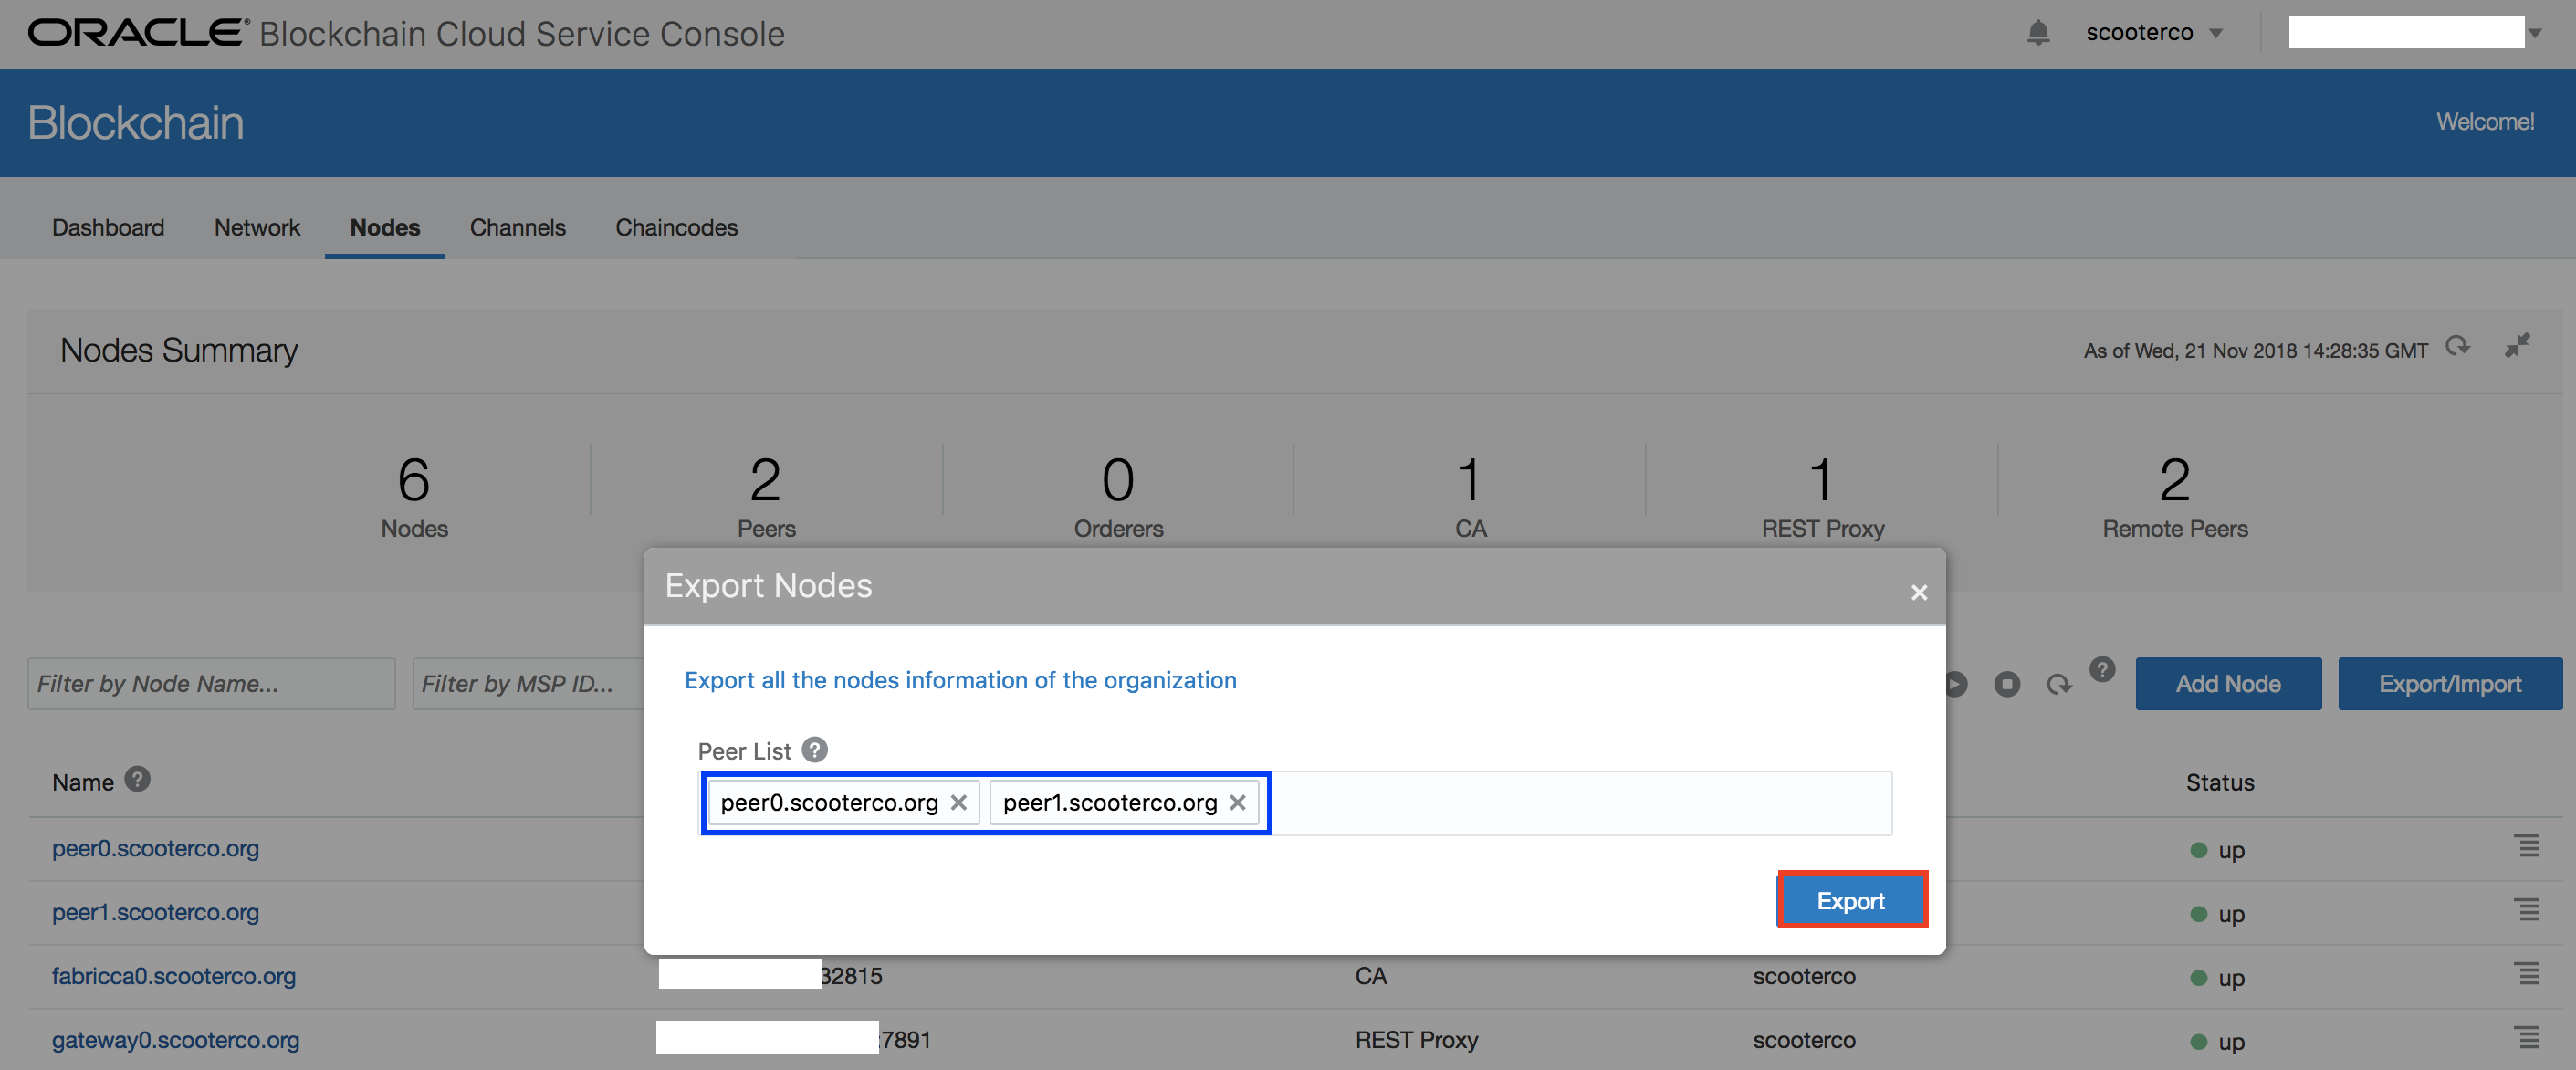 ORACLE® Blockchain Cloud Service Console
scooterco
Blockchain
Welcome!
Dashboard Network Nodes Channels Chaincodes
Nodes Summary
As of Wed, 21 Nov 2018 14:28:35 GMT
6 2 0 1 1 2
Nodes Peers Orderers CA REST Proxy Remote Peers
Export Nodes
×
Export all the nodes information of the organization
Filter by Node Name...
Filter by MSP ID...
?
Add Node
Export/Import
Peer List ?
peer0.scooterco.org ×
peer1.scooterco.org ×
Export
Name ?
Status
peer0.scooterco.org
up
peer1.scooterco.org
up
fabricca0.scooterco.org 32815 CA scooterco up
gateway0.scooterco.org :7891 REST Proxy scooterco up